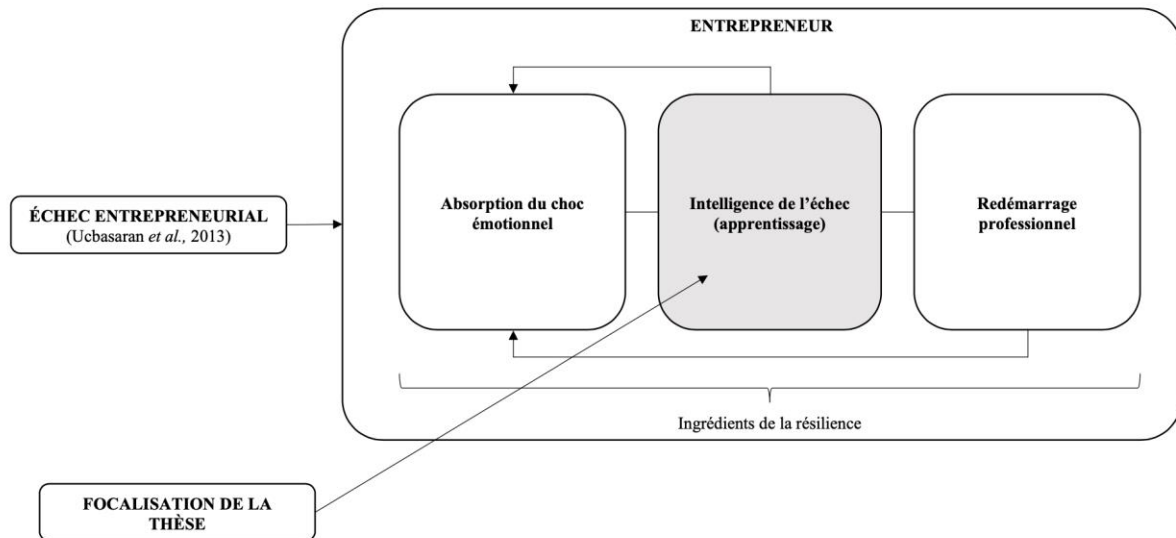 ENTREPRENEUR
Absorption du choc
émotionnel
Intelligence de l'échec
(apprentissage)
Redémarrage
professionnel
ÉCHEC ENTREPRENEURIAL
(Ucbasaran et al., 2013)
Ingrédients de la résilience
FOCALISATION DE LA
THÈSE